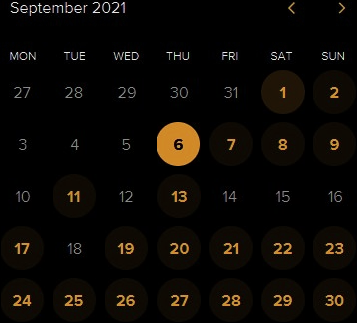 September 2021 < >
MON TUE WED THU FRI SAT SUN
27 28 29 30 31 1 2
3 4 5 6 7 8 9
10 11 12 13 14 15 16
17 18 19 20 21 22 23
24 25 26 27 28 29 30